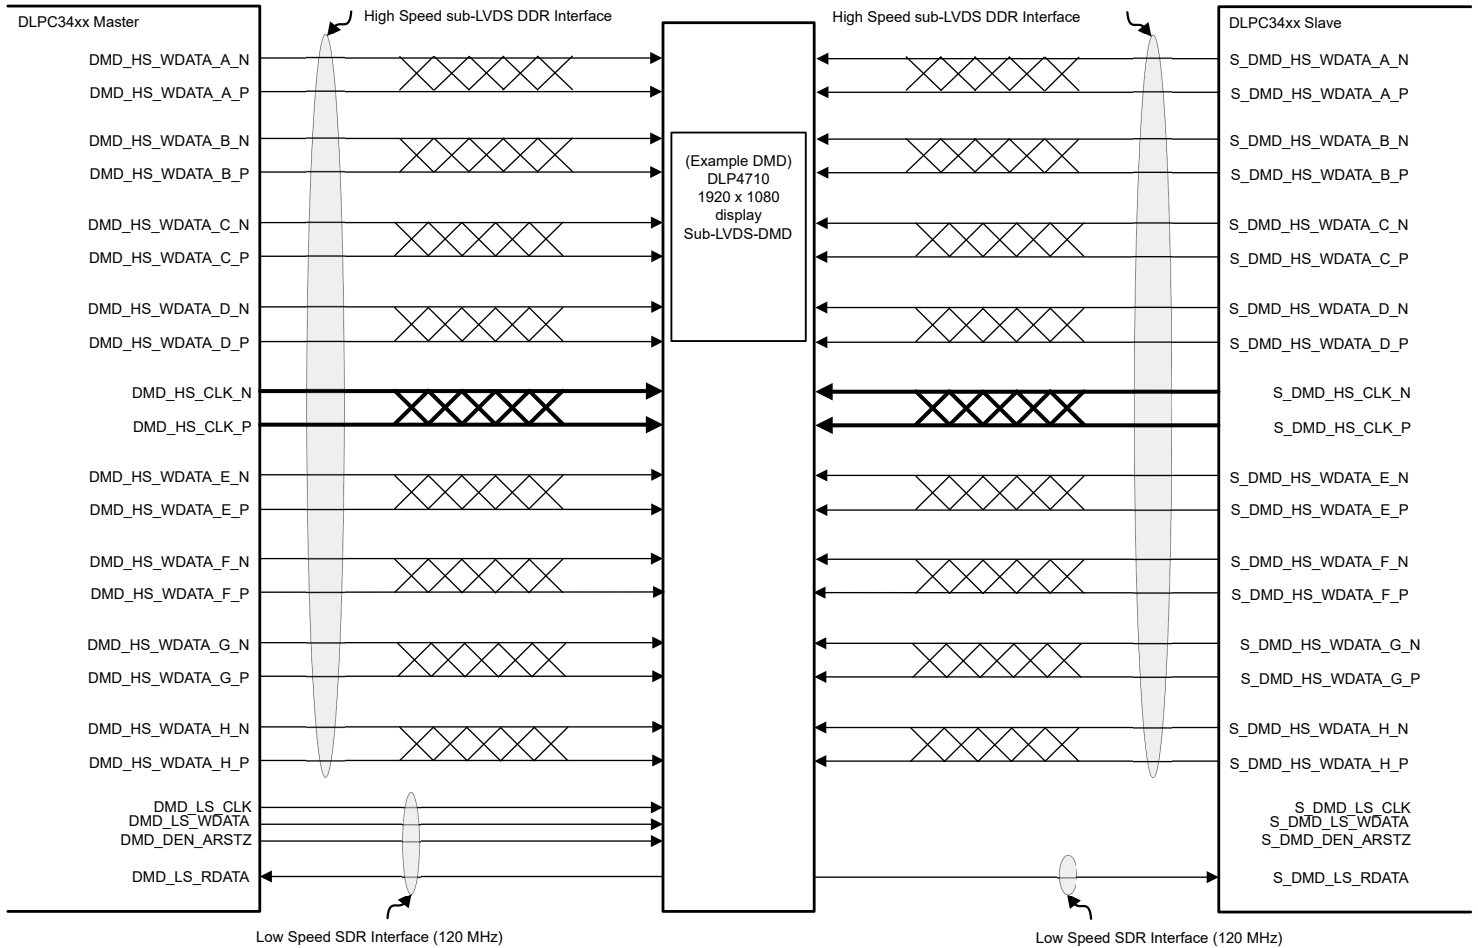 High Speed sub-LVDS DDR Interface
High Speed sub-LVDS DDR Interface
DLPC34xx Master
DMD_HS_WDATA_A_N
DMD_HS_WDATA_A_P
DMD_HS_WDATA_B_N
DMD_HS_WDATA_B_P
DMD_HS_WDATA_C_N
DMD_HS_WDATA_C_P
DMD_HS_WDATA_D_N
DMD_HS_WDATA_D_P
DMD_HS_CLK_N
DMD_HS_CLK_P
DMD_HS_WDATA_E_N
DMD_HS_WDATA_E_P
DMD_HS_WDATA_F_N
DMD_HS_WDATA_F_P
DMD_HS_WDATA_G_N
DMD_HS_WDATA_G_P
DMD_HS_WDATA_H_N
DMD_HS_WDATA_H_P
DMD_LS_CLK
DMD_LS_WDATA
DMD_DEN_ARSTZ
DMD_LS_RDATA
(Example DMD)
DLP4710
1920 x 1080
display
Sub-LVDS-DMD
DLPC34xx Slave
S_DMD_HS_WDATA_A_N
S_DMD_HS_WDATA_A_P
S_DMD_HS_WDATA_B_N
S_DMD_HS_WDATA_B_P
S_DMD_HS_WDATA_C_N
S_DMD_HS_WDATA_C_P
S_DMD_HS_WDATA_D_N
S_DMD_HS_WDATA_D_P
S_DMD_HS_CLK_N
S_DMD_HS_CLK_P
S_DMD_HS_WDATA_E_N
S_DMD_HS_WDATA_E_P
S_DMD_HS_WDATA_F_N
S_DMD_HS_WDATA_F_P
S_DMD_HS_WDATA_G_N
S_DMD_HS_WDATA_G_P
S_DMD_HS_WDATA_H_N
S_DMD_HS_WDATA_H_P
S_DMD_LS_CLK
S_DMD_LS_WDATA
S_DMD_DEN_ARSTZ
S_DMD_LS_RDATA
Low Speed SDR Interface (120 MHz)
Low Speed SDR Interface (120 MHz)